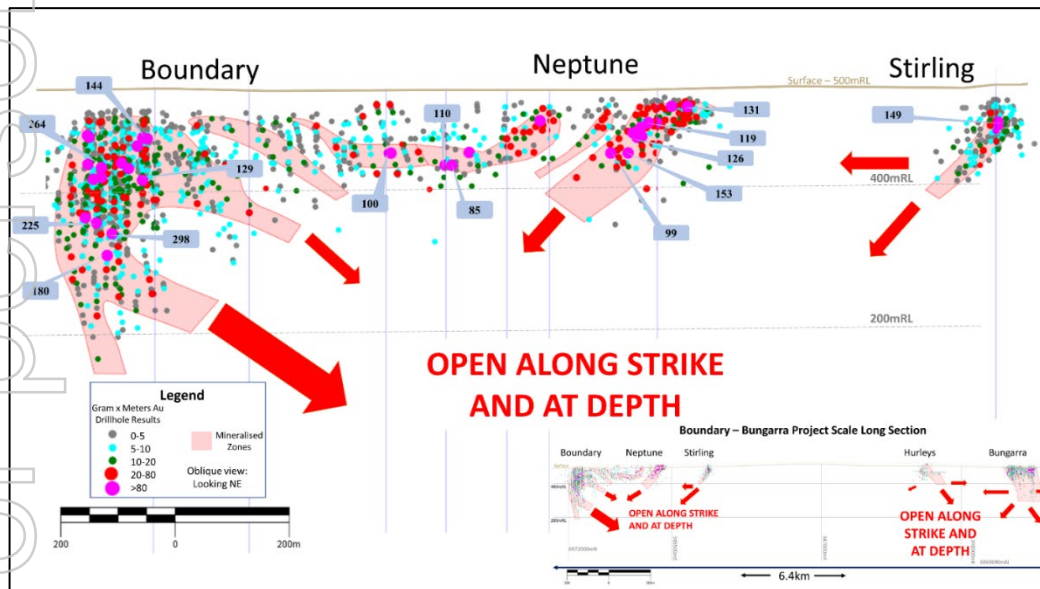 Boundary
Neptune
Stirling
Surface – 500mRL
144
264
110
131
149
119
129
126
100
85
153
400mRL
225
298
99
180
200mRL
OPEN ALONG STRIKE
AND AT DEPTH
Legend
Gram x Meters Au
Drillhole Results
0-5
5-10
10-20
20-80
>80
Mineralised
Zones
Oblique view:
Looking NE
200
0
200m
Boundary – Bungarra Project Scale Long Section
Boundary
Neptune
Stirling
Hurleys
Bungarra
Surface
400mRL
200mRL
OPEN ALONG STRIKE
AND AT DEPTH
OPEN ALONG
STRIKE AND
AT DEPTH
6.4km